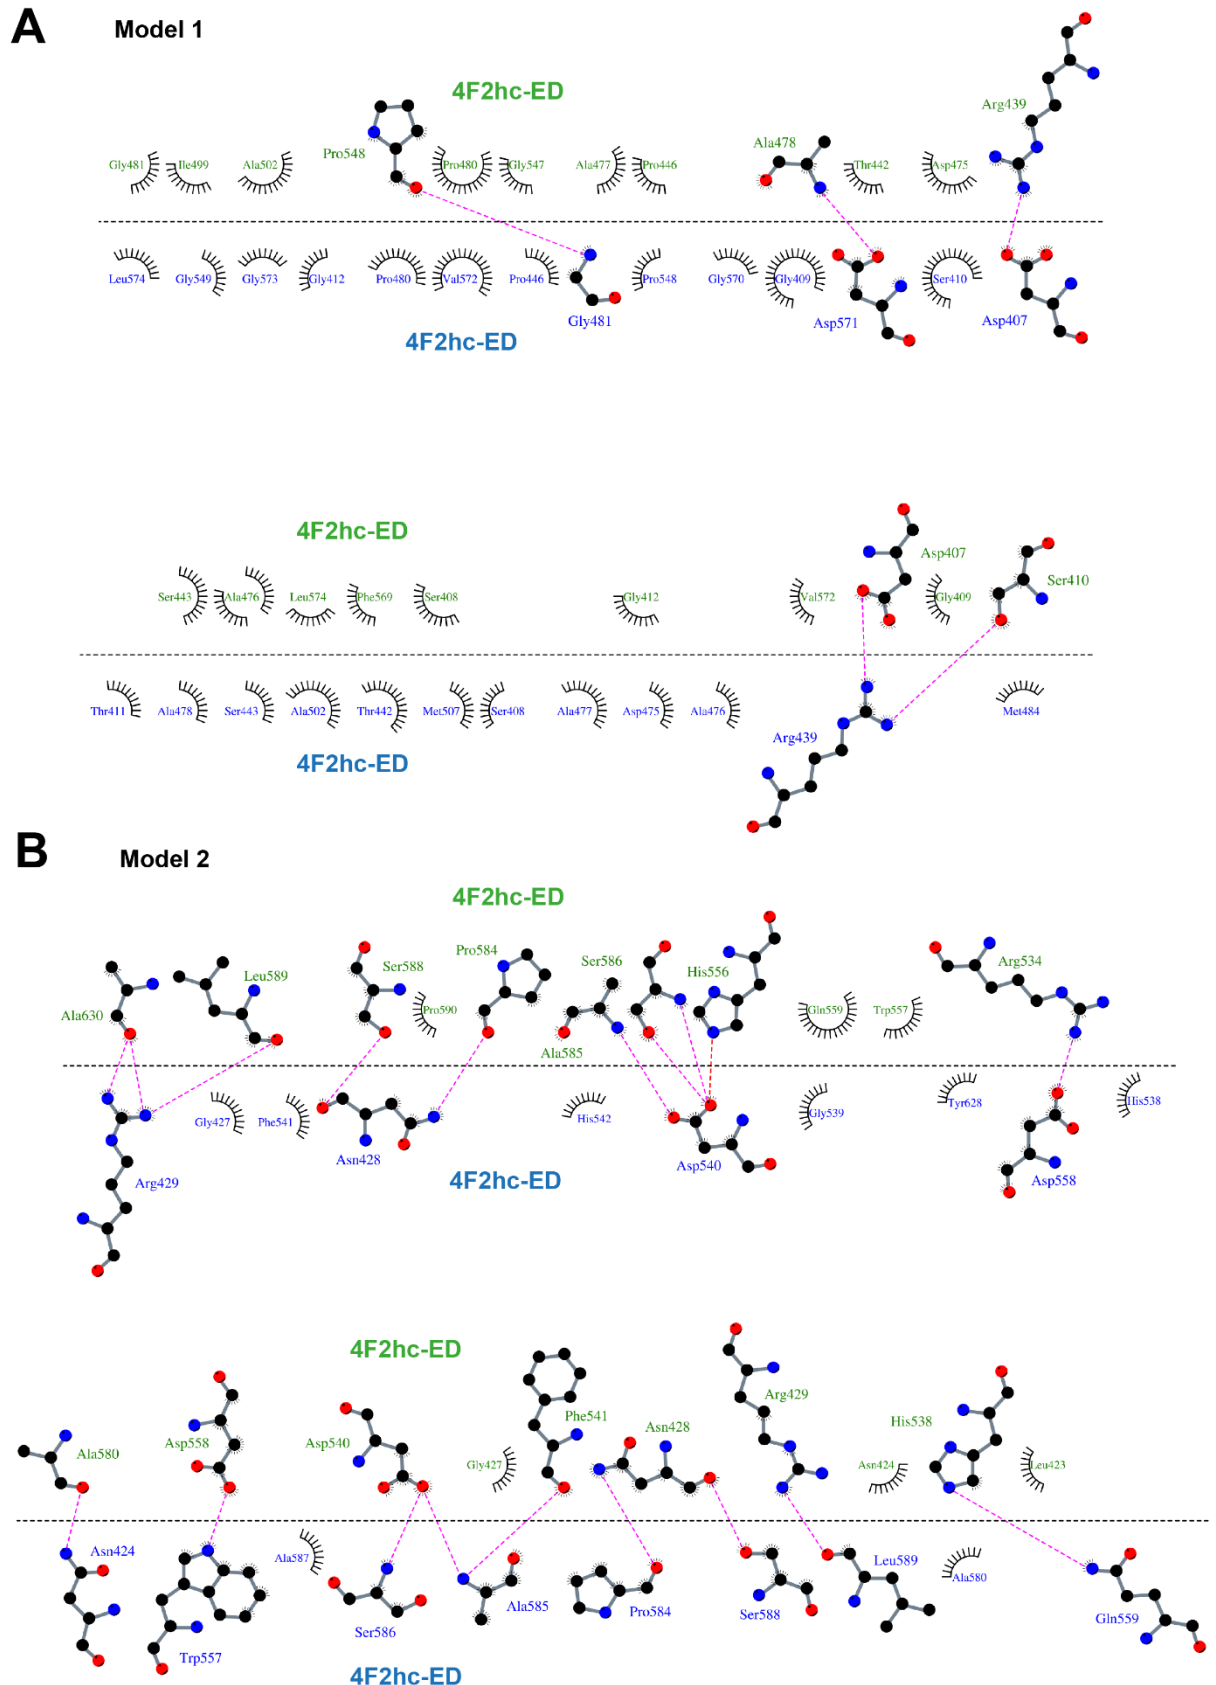 A Model 1
4F2hc-ED
Pro548
Arg439
Ala478
Gly481 Ile499 Ala502 Pro480 Gly547 Ala477 Pro446 Thr442 Asp475
Leu574 Gly549 Gly573 Gly412 Pro480 Val572 Pro446 Pro548 Gly570 Gly409 Ser410
Gly481 Asp571 Asp407
4F2hc-ED
4F2hc-ED
Asp407
Ser410
Ser443 Ala476 Leu574 Phe569 Ser408 Gly412 Val572 Gly409
Thr411 Ala478 Ser443 Ala502 Thr442 Met507 Ser408 Ala477 Asp475 Ala476 Met484
Arg439
4F2hc-ED
B Model 2
4F2hc-ED
Ala630 Leu589 Ser588 Pro584 Ser586 His556 Arg534
Pro590 Gln559 Trp557
Ala585
Gly427 Phe541 His542 Gly539 Tyr628 His538
Arg429 Asn428 Asp540 Asp558
4F2hc-ED
4F2hc-ED
Ala580 Asp558 Asp540 Phe541 Asn428 Arg429 His538
Gly427 Asn424 Leu423
Asn424 Ala587 Leu589 Ala580
Trp557 Ser586 Ala585 Pro584 Ser588 Gln559
4F2hc-ED